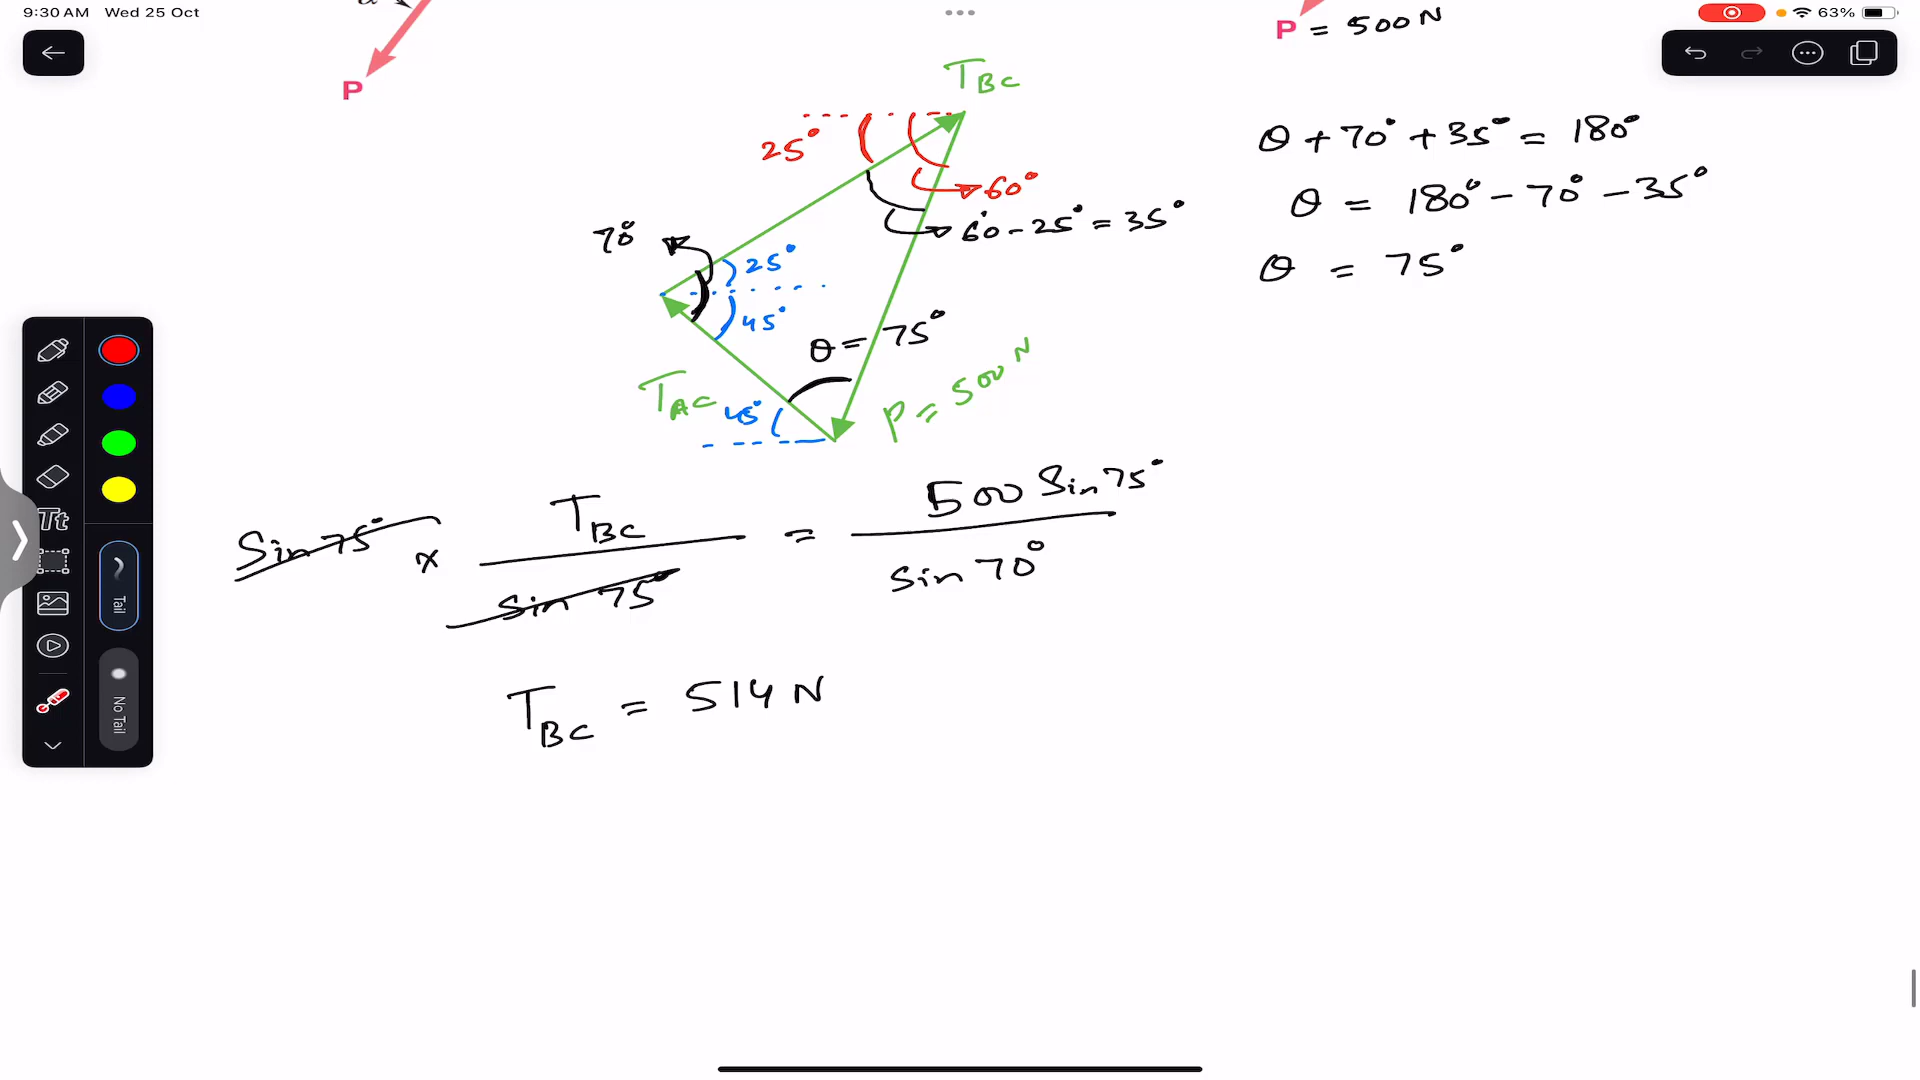 9:30 AM Wed 25 Oct
63%
P
P = 500 N
T_BC
25°
60°
60° - 25° = 35°
70°
25°
45°
θ = 75°
T_AC
45°
P = 500 N
θ + 70° + 35° = 180°
θ = 180° - 70° - 35°
θ = 75°
Sin 75° × T_BC / Sin 75° = 500 Sin 75° / Sin 70°
T_BC = 514 N
Tt
Tail
No Tail